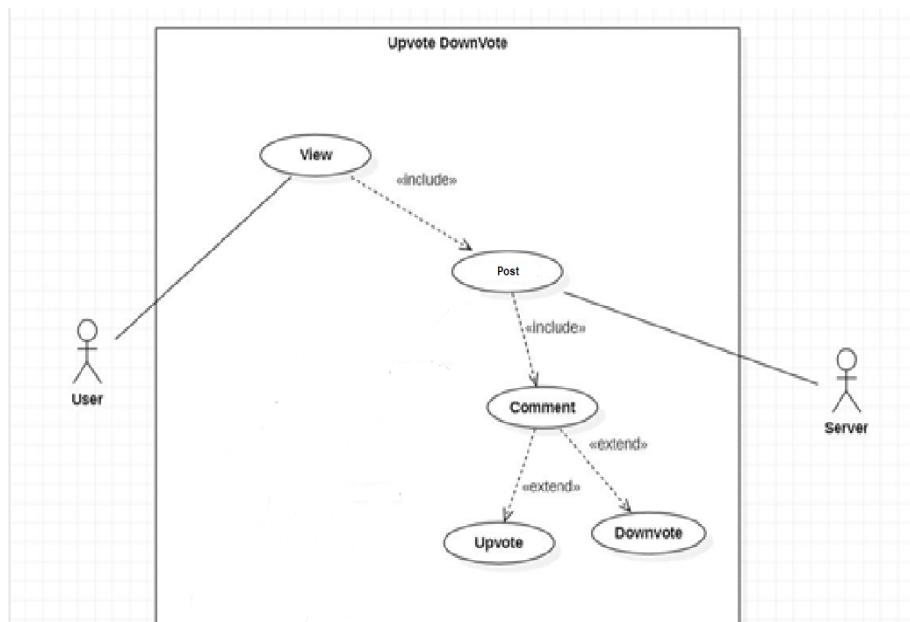 Upvote DownVote
View
«include»
Post
«include»
User
Comment
Server
«extend»
«extend»
Upvote
Downvote